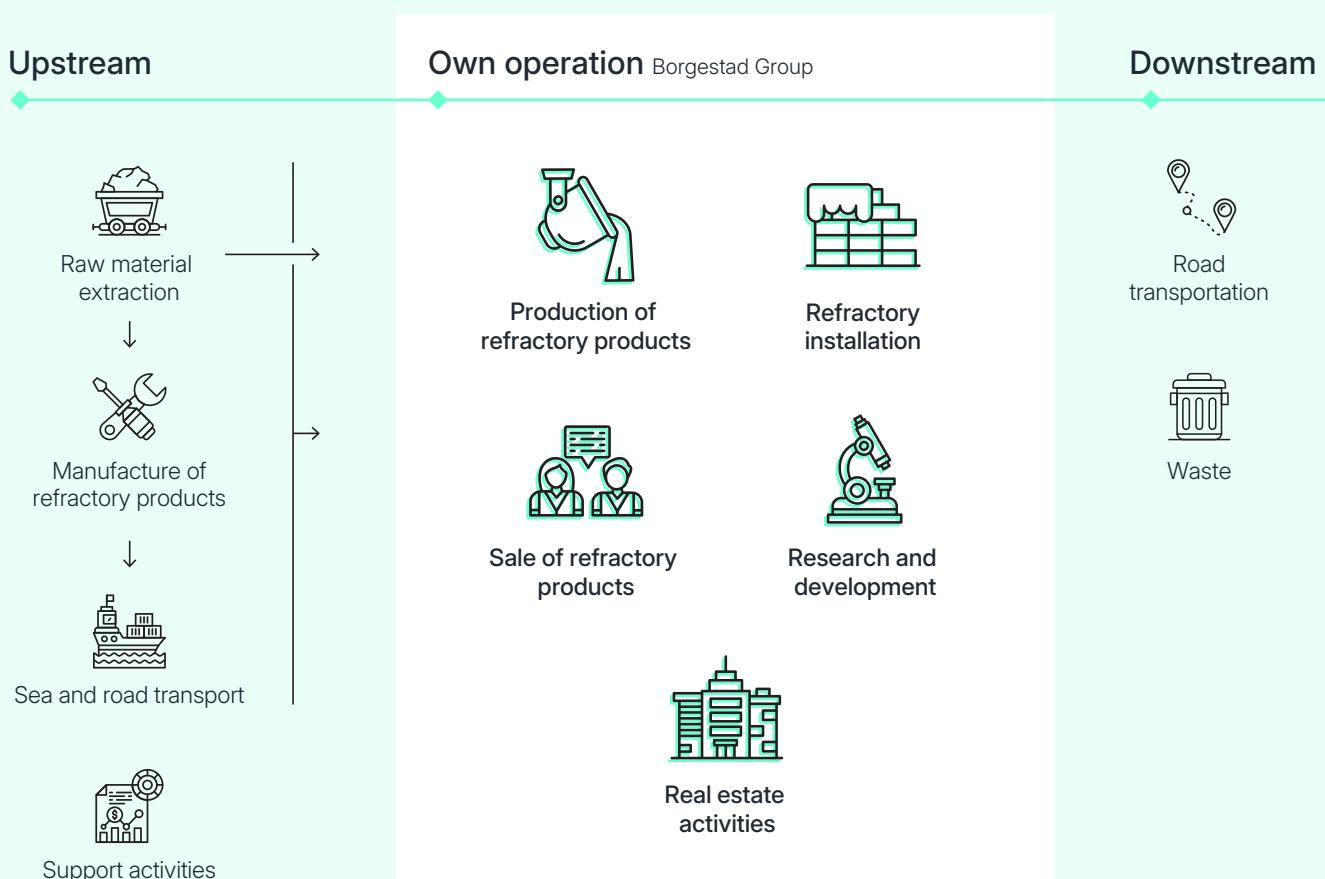 Upstream
Raw material
extraction
Manufacture of
refractory products
Sea and road transport
Support activities
Own operation Borgestad Group
Production of
refractory products
Refractory
installation
Sale of refractory
products
Research and
development
Real estate
activities
Downstream
Road
transportation
Waste